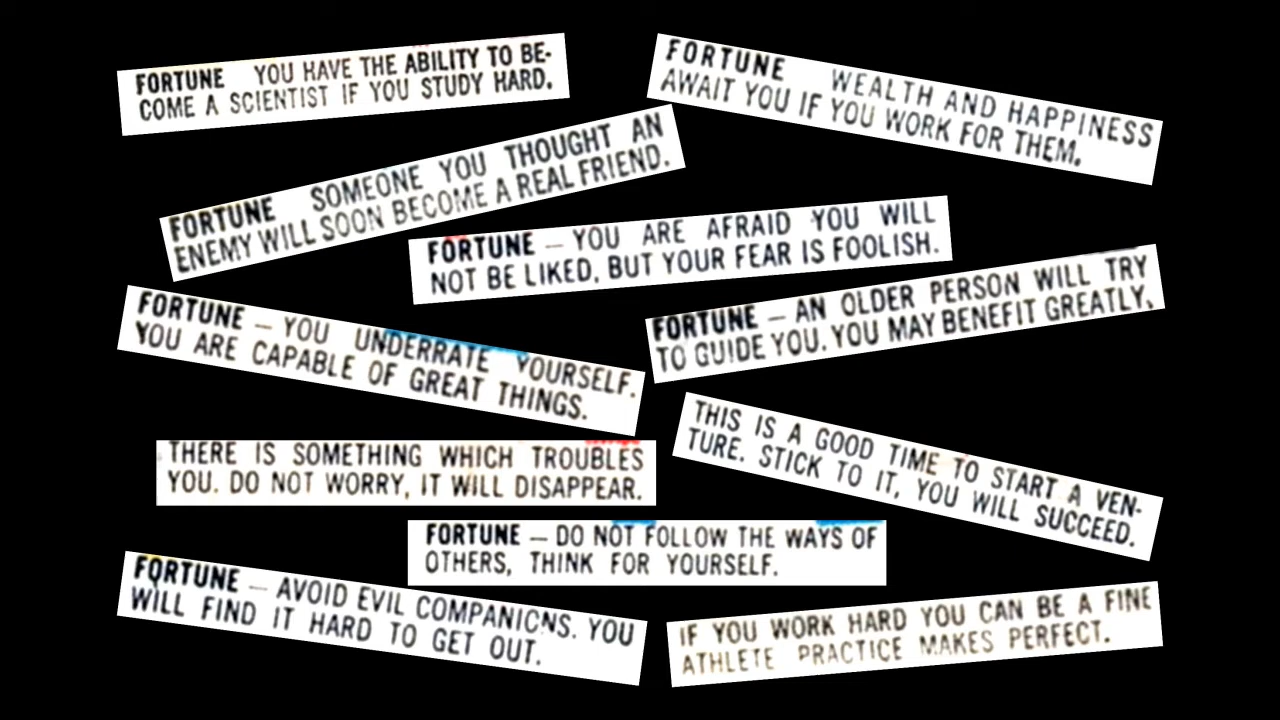 FORTUNE YOU HAVE THE ABILITY TO BE-
COME A SCIENTIST IF YOU STUDY HARD.
FORTUNE WEALTH AND HAPPINESS
AWAIT YOU IF YOU WORK FOR THEM.
FORTUNE SOMEONE YOU THOUGHT AN
ENEMY WILL SOON BECOME A REAL FRIEND.
FORTUNE — YOU ARE AFRAID YOU WILL
NOT BE LIKED, BUT YOUR FEAR IS FOOLISH.
FORTUNE — YOU UNDERRATE YOURSELF.
YOU ARE CAPABLE OF GREAT THINGS.
FORTUNE — AN OLDER PERSON WILL TRY
TO GUIDE YOU. YOU MAY BENEFIT GREATLY.
THERE IS SOMETHING WHICH TROUBLES
YOU. DO NOT WORRY, IT WILL DISAPPEAR.
THIS IS A GOOD TIME TO START A VEN-
TURE. STICK TO IT, YOU WILL SUCCEED.
FORTUNE — DO NOT FOLLOW THE WAYS OF
OTHERS, THINK FOR YOURSELF.
FORTUNE — AVOID EVIL COMPANIONS. YOU
WILL FIND IT HARD TO GET OUT.
IF YOU WORK HARD YOU CAN BE A FINE
ATHLETE PRACTICE MAKES PERFECT.